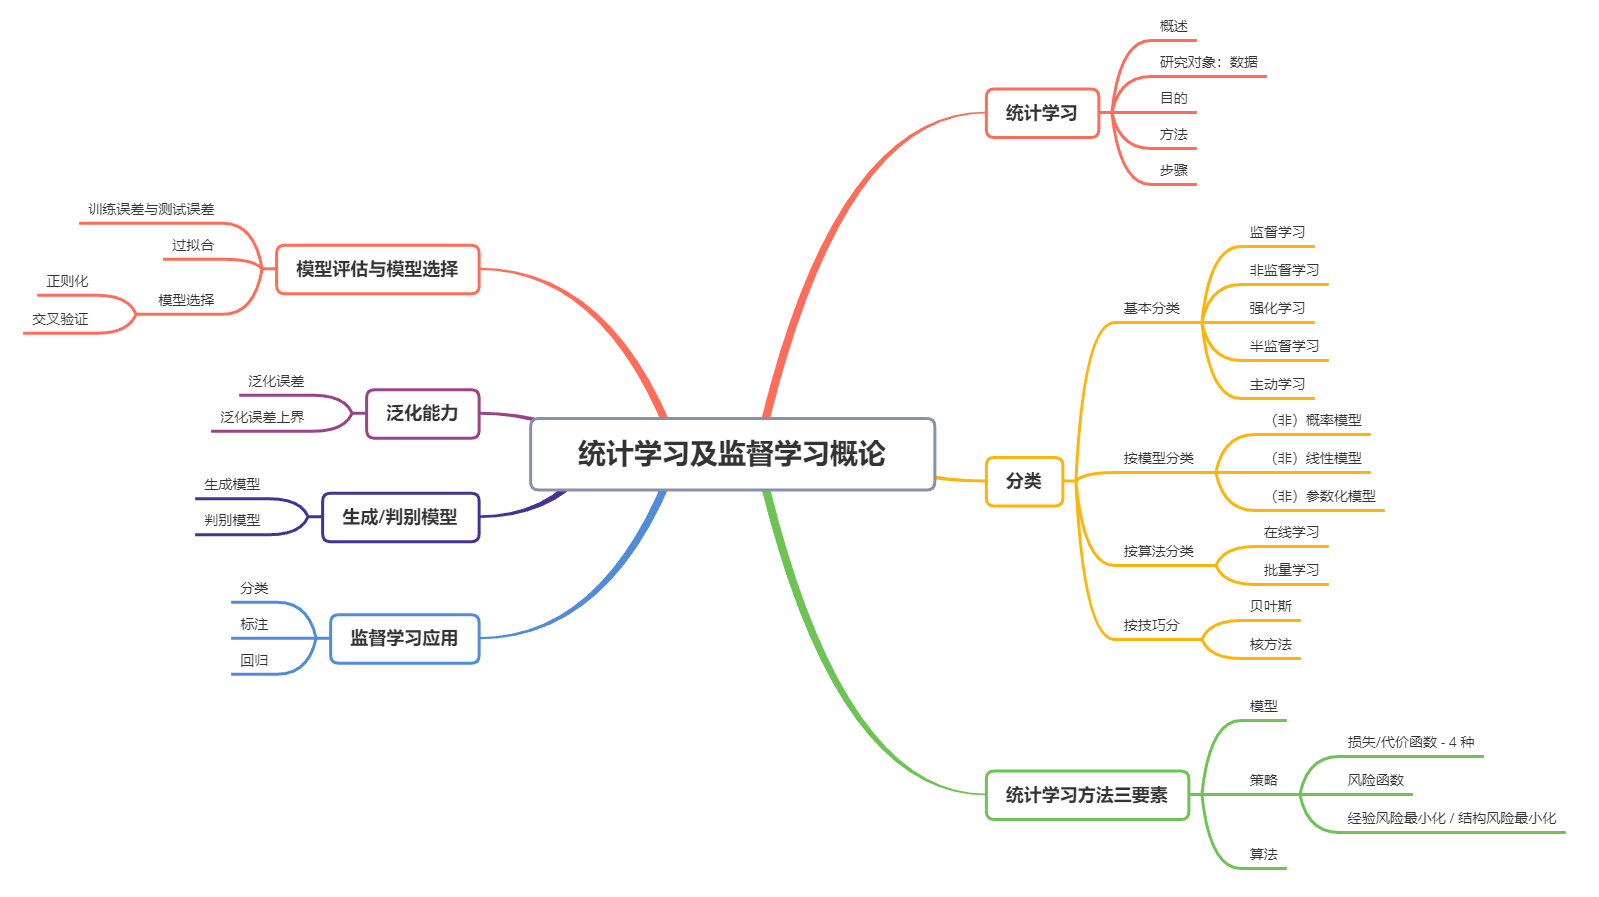 统计学习及监督学习概论
统计学习
概述
研究对象：数据
目的
方法
步骤
分类
基本分类
监督学习
非监督学习
强化学习
半监督学习
主动学习
按模型分类
（非）概率模型
（非）线性模型
（非）参数化模型
按算法分类
在线学习
批量学习
按技巧分
贝叶斯
核方法
统计学习方法三要素
模型
策略
损失/代价函数 - 4 种
风险函数
经验风险最小化 / 结构风险最小化
算法
模型评估与模型选择
训练误差与测试误差
过拟合
模型选择
正则化
交叉验证
泛化能力
泛化误差
泛化误差上界
生成/判别模型
生成模型
判别模型
监督学习应用
分类
标注
回归